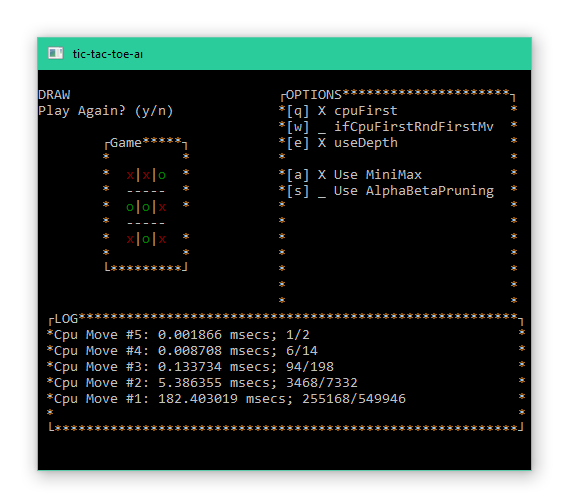 tic-tac-toe-ai
DRAW
Play Again? (y/n)
┌Game*****┐
* *
* x|x|o *
* ----- *
* o|o|x *
* ----- *
* x|o|x *
* *
└*********┘
┌OPTIONS*********************┐
*[q] X cpuFirst *
*[w] _ ifCpuFirstRndFirstMv *
*[e] X useDepth *
* *
*[a] X Use MiniMax *
*[s] _ Use AlphaBetaPruning *
* *
* *
* *
* *
* *
* *
* *
┌LOG*******************************************************┐
*Cpu Move #5: 0.001866 msecs; 1/2 *
*Cpu Move #4: 0.008708 msecs; 6/14 *
*Cpu Move #3: 0.133734 msecs; 94/198 *
*Cpu Move #2: 5.386355 msecs; 3468/7332 *
*Cpu Move #1: 182.403019 msecs; 255168/549946 *
* *
└**********************************************************┘